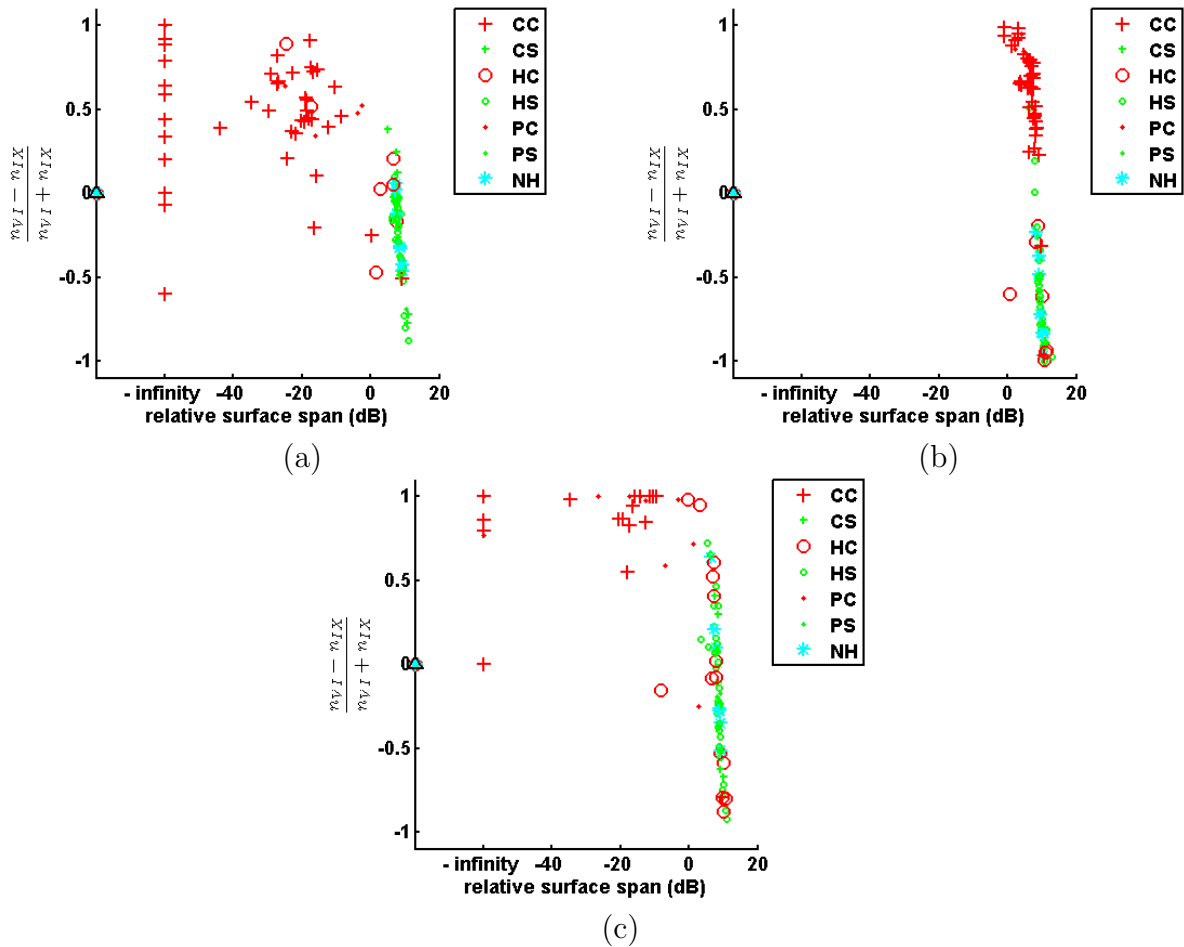 1
0.5
0
-0.5
-1
n_{VI} − n_{IX}
n_{VI} + n_{IX}
- infinity -40 -20 0 20
relative surface span (dB)
CC
CS
HC
HS
PC
PS
NH
(a)
1
0.5
0
-0.5
-1
n_{VI} − n_{IX}
n_{VI} + n_{IX}
- infinity -40 -20 0 20
relative surface span (dB)
CC
CS
HC
HS
PC
PS
NH
(b)
1
0.5
0
-0.5
-1
n_{VI} − n_{IX}
n_{VI} + n_{IX}
- infinity -40 -20 0 20
relative surface span (dB)
CC
CS
HC
HS
PC
PS
NH
(c)